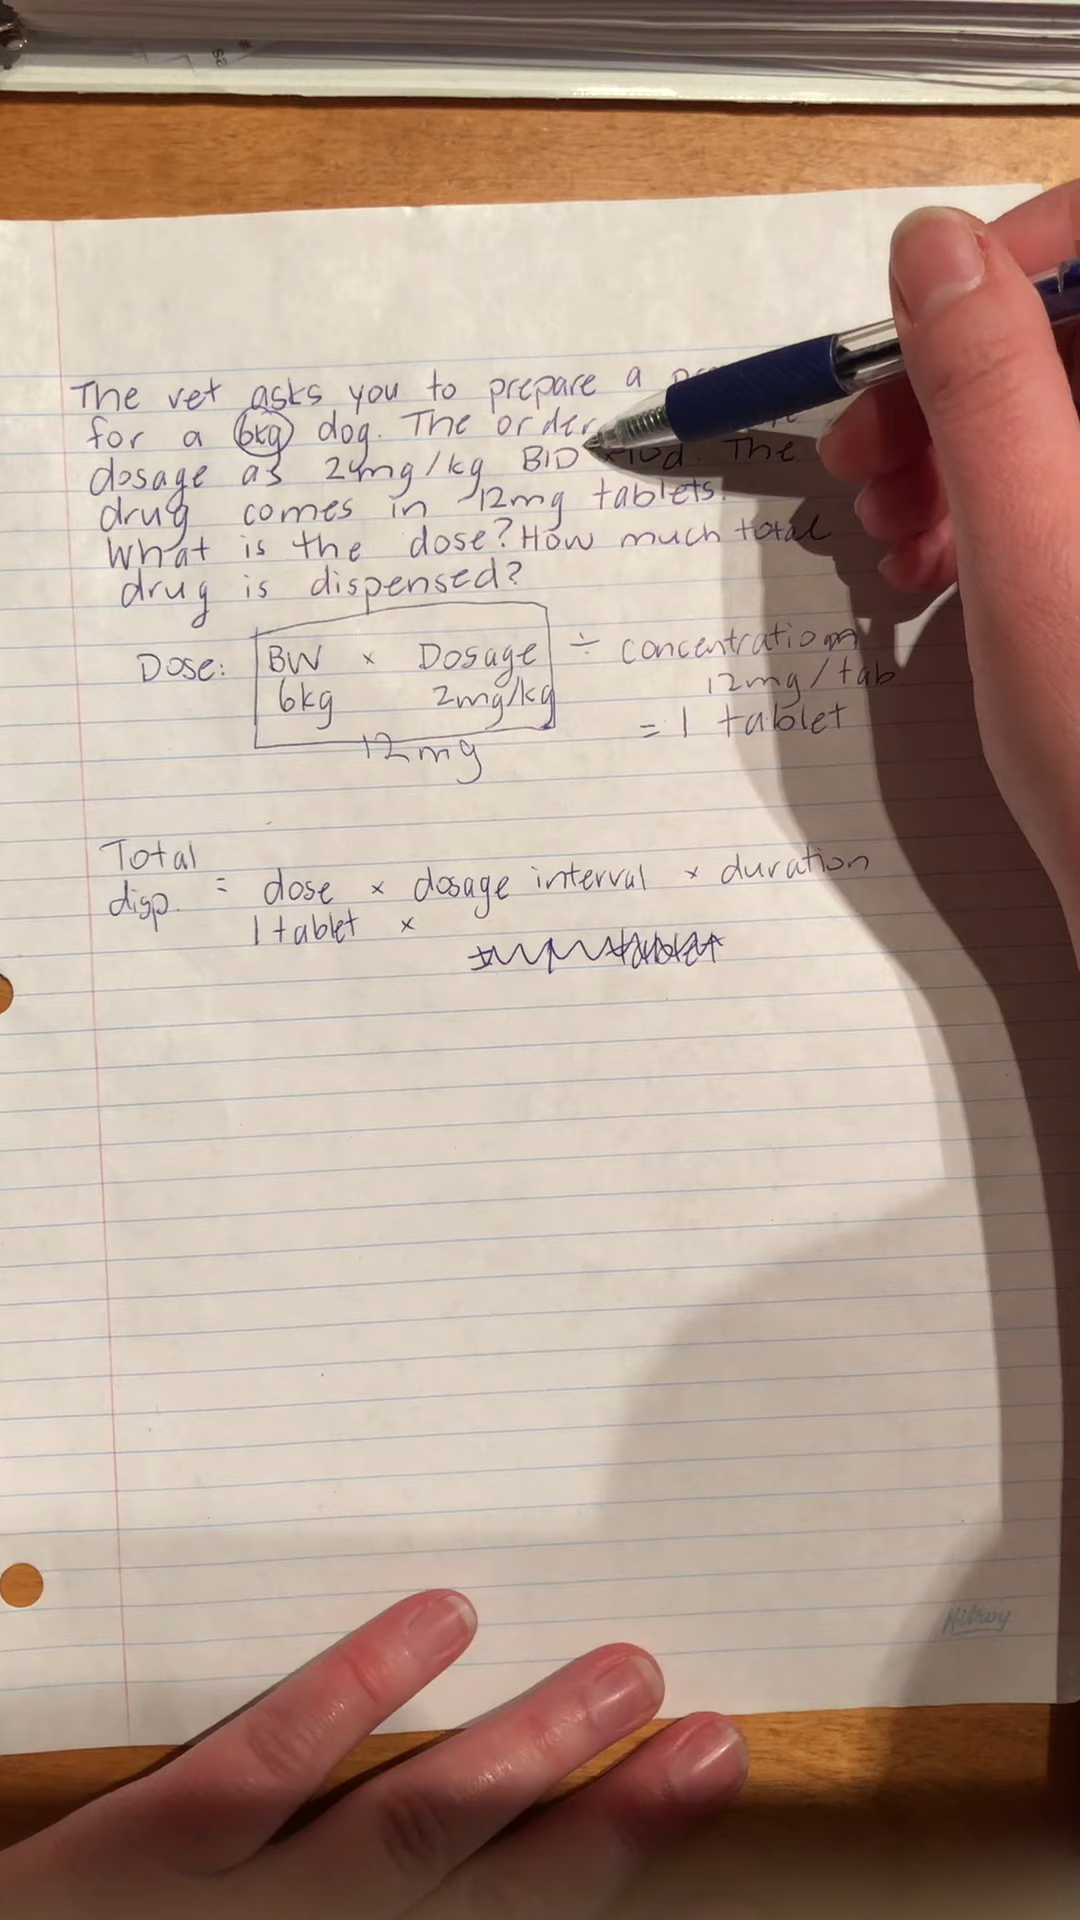 The vet asks you to prepare a
for a 6kg dog. The order
dosage as 2mg/kg BID The
drug comes in 12mg tablets.
What is the dose? How much total
drug is dispensed?
Dose: BW x Dosage ÷ concentration
6kg 2mg/kg 12mg/tab
12mg = 1 tablet
Total disp. = dose x dosage interval x duration
1 tablet x
Hilroy